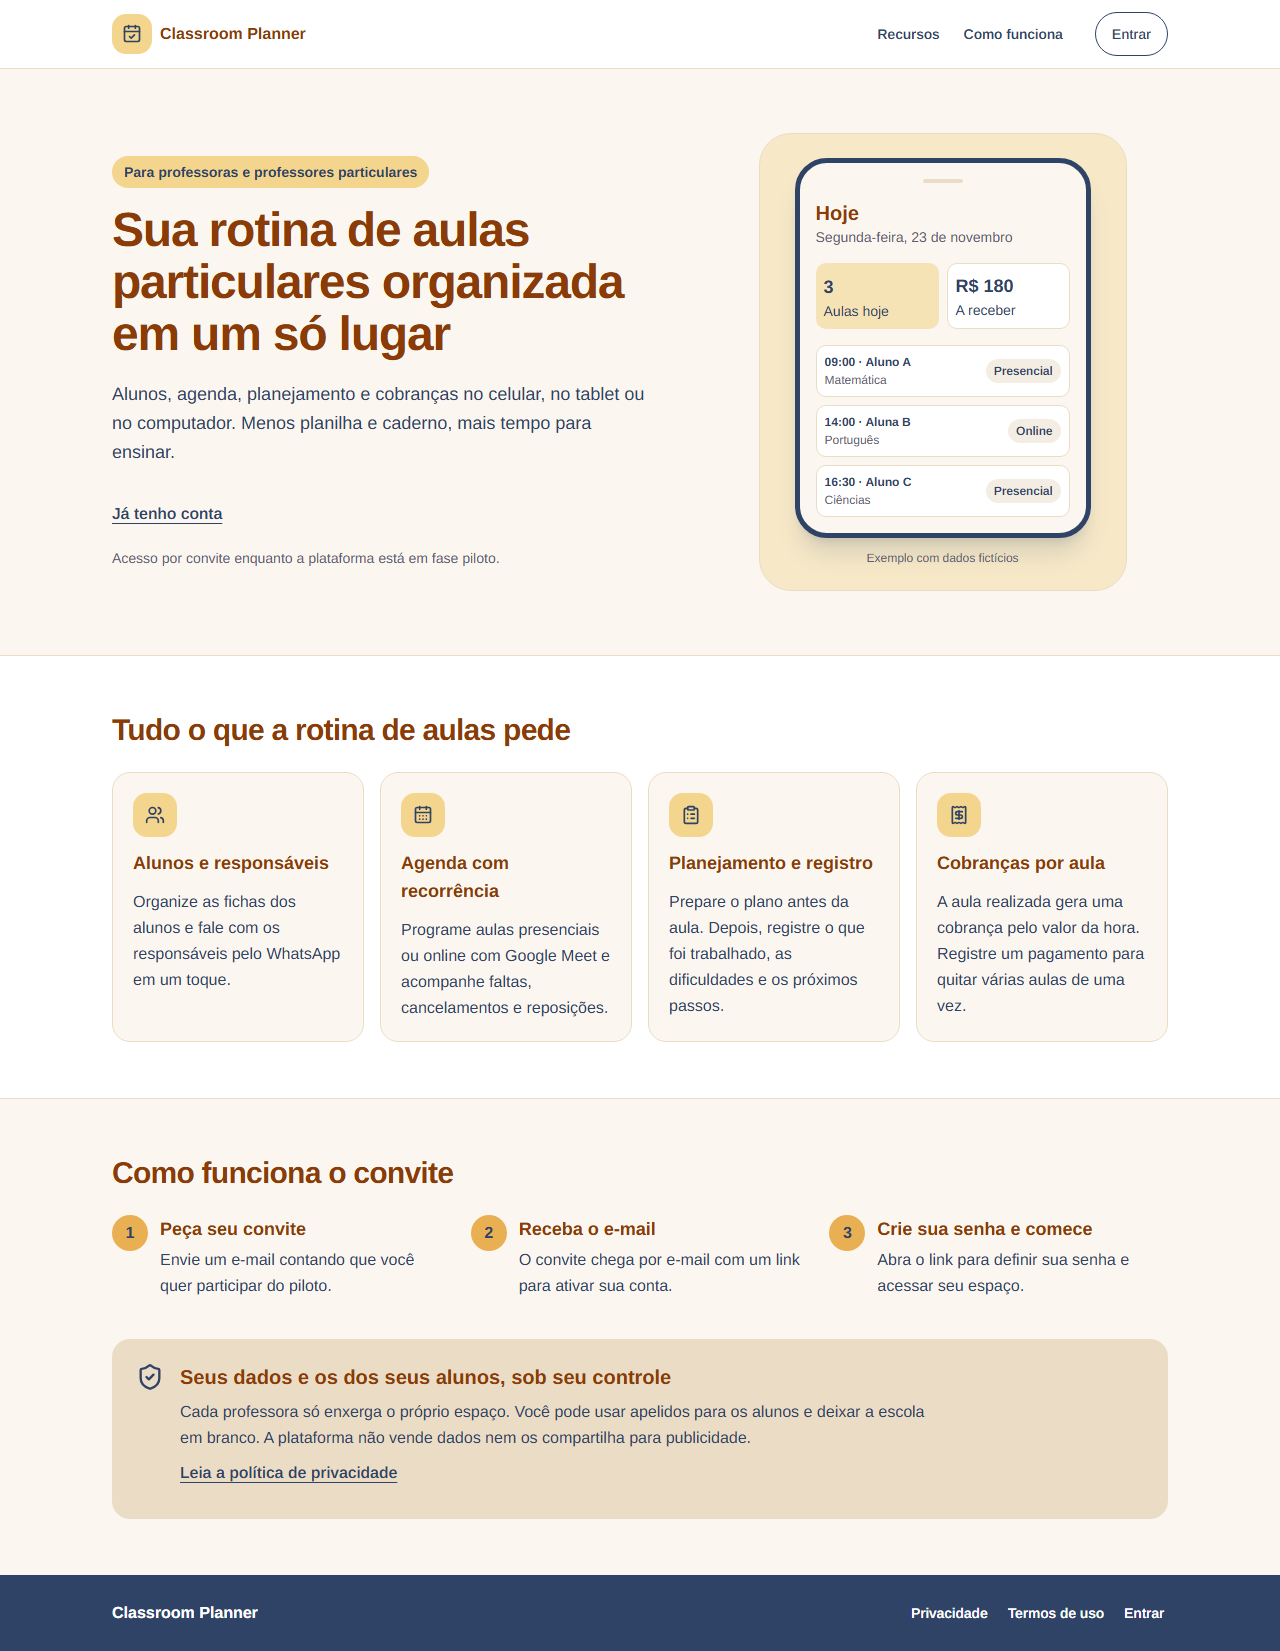 Classroom Planner
Recursos
Como funciona
Entrar
Para professoras e professores particulares
Sua rotina de aulas
particulares organizada
em um só lugar
Alunos, agenda, planejamento e cobranças no celular, no tablet ou
no computador. Menos planilha e caderno, mais tempo para
ensinar.
Já tenho conta
Acesso por convite enquanto a plataforma está em fase piloto.
Hoje
Segunda-feira, 23 de novembro
3
Aulas hoje
R$ 180
A receber
09:00 · Aluno A
Matemática
Presencial
14:00 · Aluna B
Português
Online
16:30 · Aluno C
Ciências
Presencial
Exemplo com dados fictícios
Tudo o que a rotina de aulas pede
Alunos e responsáveis
Organize as fichas dos
alunos e fale com os
responsáveis pelo WhatsApp
em um toque.
Agenda com
recorrência
Programe aulas presenciais
ou online com Google Meet e
acompanhe faltas,
cancelamentos e reposições.
Planejamento e registro
Prepare o plano antes da
aula. Depois, registre o que
foi trabalhado, as
dificuldades e os próximos
passos.
Cobranças por aula
A aula realizada gera uma
cobrança pelo valor da hora.
Registre um pagamento para
quitar várias aulas de uma
vez.
Como funciona o convite
1
Peça seu convite
Envie um e-mail contando que você
quer participar do piloto.
2
Receba o e-mail
O convite chega por e-mail com um link
para ativar sua conta.
3
Crie sua senha e comece
Abra o link para definir sua senha e
acessar seu espaço.
Seus dados e os dos seus alunos, sob seu controle
Cada professora só enxerga o próprio espaço. Você pode usar apelidos para os alunos e deixar a escola
em branco. A plataforma não vende dados nem os compartilha para publicidade.
Leia a política de privacidade
Classroom Planner
Privacidade
Termos de uso
Entrar